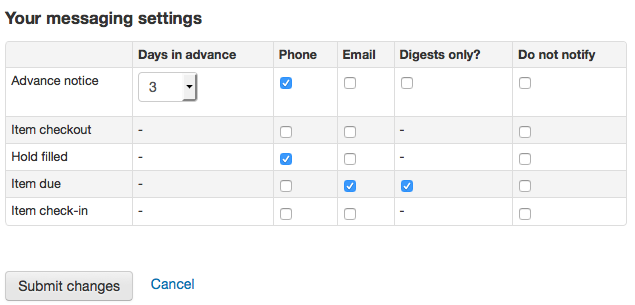 Your messaging settings
Days in advance Phone Email Digests only? Do not notify
Advance notice 3
Item checkout - -
Hold filled - -
Item due -
Item check-in - -
Submit changes Cancel